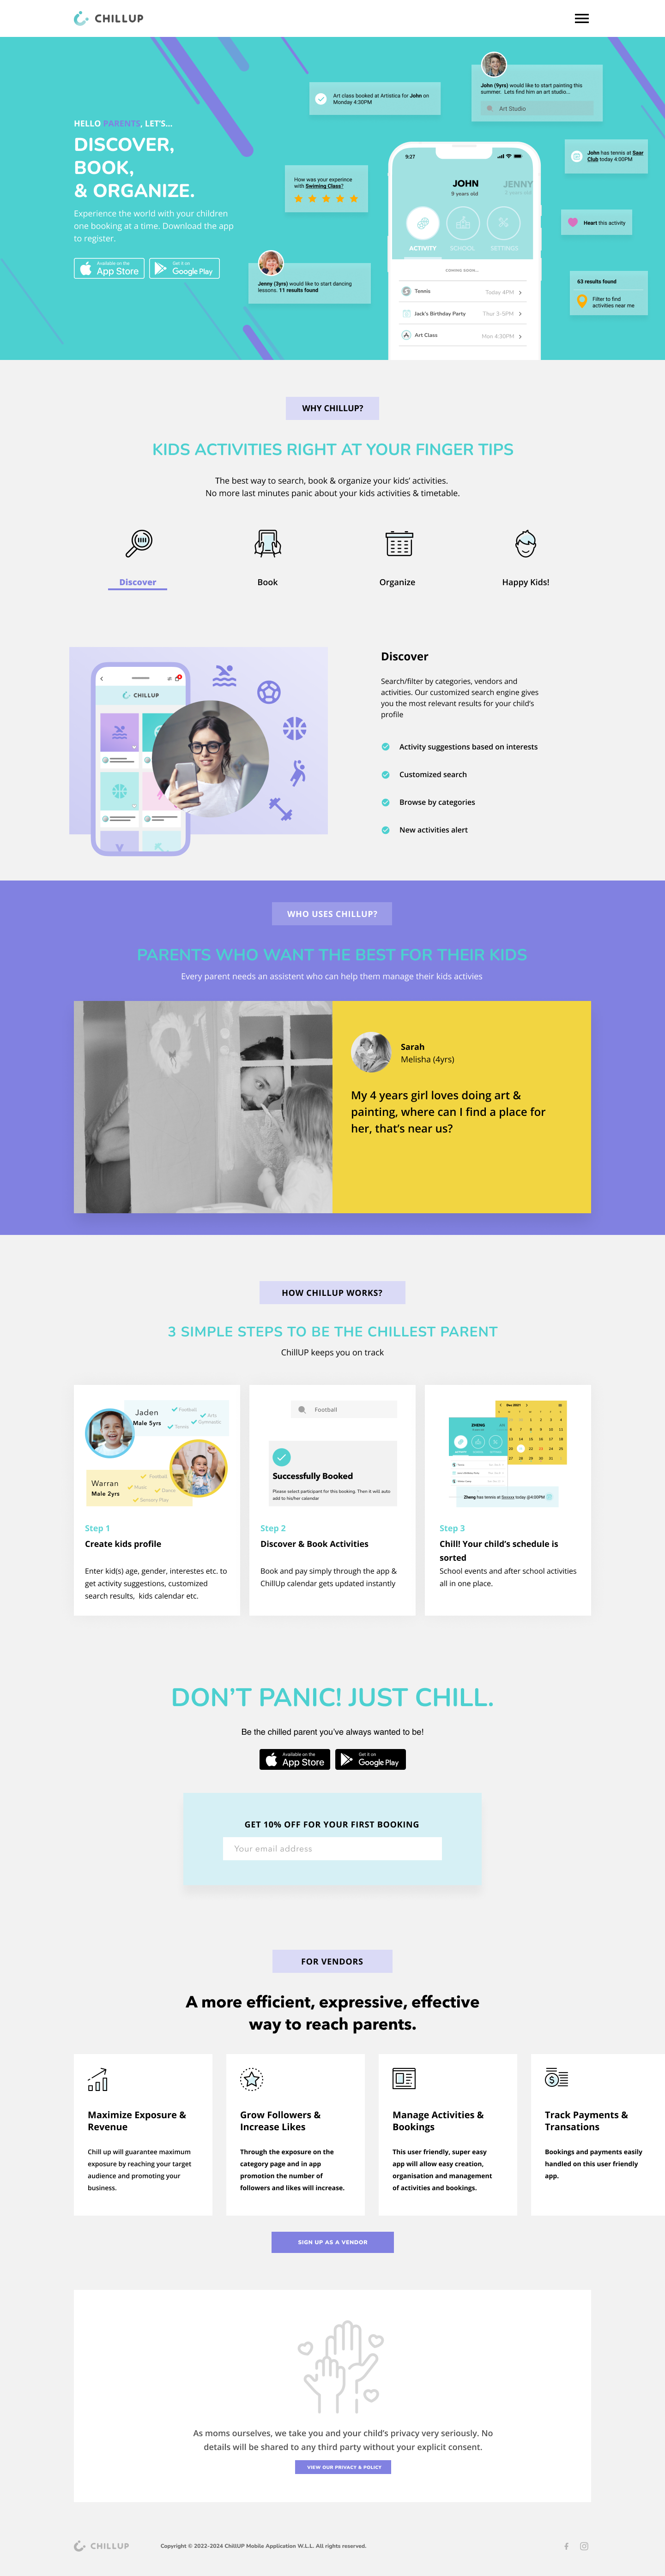 CHILLUP
HELLO PARENTS, LET'S...
DISCOVER,
BOOK,
& ORGANIZE.
Experience the world with your children
one booking at a time. Download the app
to register.
Available on the
App Store
Get it on
Google Play
Art class booked at Artistica for John on
Monday 4:30PM
John (9yrs) would like to start painting this
summer. Lets find him an art studio...
Art Studio
How was your experince
with Swiming Class?
Jenny (3yrs) would like to start dancing
lessons. 11 results found
9:27
JOHN
9 years old
JENNY
ACTIVITY
SCHOOL
SETTINGS
COMING SOON...
Tennis
Today 4PM
Jack's Birthday Party
Thur 3-5PM
Art Class
Mon 4:30PM
John has tennis at Saar
Club today 4:00PM
Heart this activity
63 results found
Filter to find
activities near me
WHY CHILLUP?
KIDS ACTIVITIES RIGHT AT YOUR FINGER TIPS
The best way to search, book & organize your kids' activities.
No more last minutes panic about your kids activities & timetable.
Discover
Book
Organize
Happy Kids!
CHILLUP
Discover
Search/filter by categories, vendors and
activities. Our customized search engine gives
you the most relevant results for your child's
profile
Activity suggestions based on interests
Customized search
Browse by categories
New activities alert
WHO USES CHILLUP?
PARENTS WHO WANT THE BEST FOR THEIR KIDS
Every parent needs an assistent who can help them manage their kids activies
Sarah
Melisha (4yrs)
My 4 years girl loves doing art &
painting, where can I find a place for
her, that's near us?
HOW CHILLUP WORKS?
3 SIMPLE STEPS TO BE THE CHILLEST PARENT
ChillUP keeps you on track
Jaden
Male 5yrs
Football
Arts
Gymnastic
Tennis
Warran
Male 2yrs
Football
Music
Dance
Sensory Play
Step 1
Create kids profile
Enter kid(s) age, gender, interestes etc. to
get activity suggestions, customized
search results, kids calendar etc.
Football
Successfully Booked
Please select participant for this booking. Then it will auto
add to his/her calendar
Step 2
Discover & Book Activities
Book and pay simply through the app &
ChillUp calendar gets updated instantly
Dec 2021
ZHENG
Zheng has tennis at Soxxxx today @4:00PM
Step 3
Chill! Your child's schedule is
sorted
School events and after school activities
all in one place.
DON'T PANIC! JUST CHILL.
Be the chilled parent you've always wanted to be!
Available on the
App Store
Get it on
Google Play
GET 10% OFF FOR YOUR FIRST BOOKING
Your email address
FOR VENDORS
A more efficient, expressive, effective
way to reach parents.
Maximize Exposure &
Revenue
Chill up will guarantee maximum
exposure by reaching your target
audience and promoting your
business.
Grow Followers &
Increase Likes
Through the exposure on the
category page and in app
promotion the number of
followers and likes will increase.
Manage Activities &
Bookings
This user friendly, super easy
app will allow easy creation,
organisation and management
of activities and bookings.
Track Payments &
Transations
Bookings and payments easily
handled on this user friendly
app.
SIGN UP AS A VENDOR
As moms ourselves, we take you and your child's privacy very seriously. No
details will be shared to any third party without your explicit consent.
VIEW OUR PRIVACY & POLICY
CHILLUP
Copyright © 2022-2024 ChillUP Mobile Application W.L.L. All rights reserved.